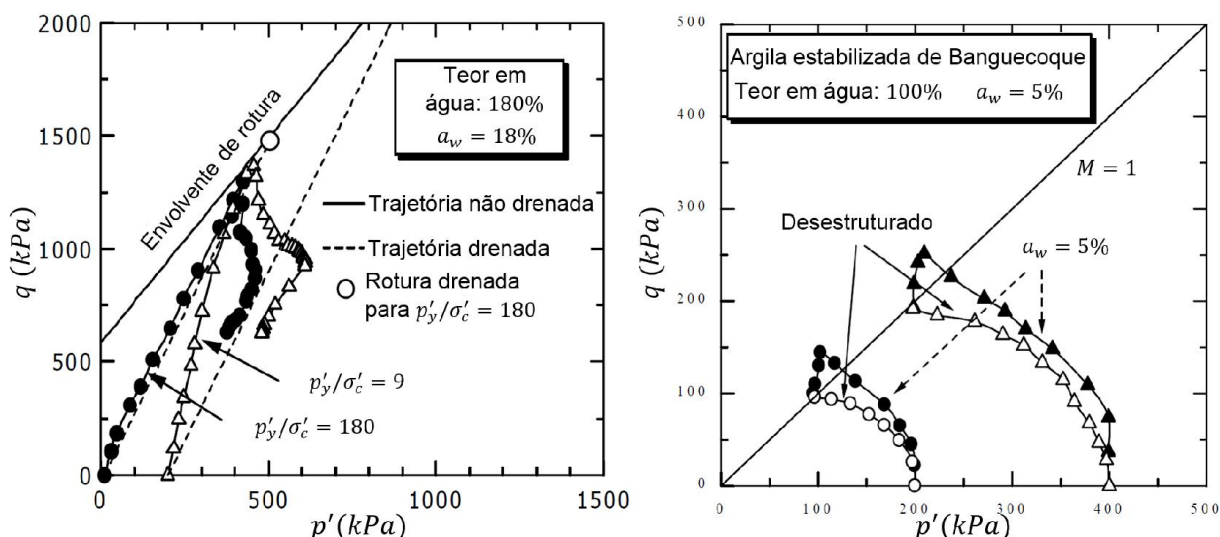 2000
1500
1000
500
0
q (kPa)
0
500
1000
1500
p′(kPa)
Envolvente de rotura
Teor em
água: 180%
a_w = 18%
Trajetória não drenada
Trajetória drenada
Rotura drenada
para p′_y/σ′_c = 180
p′_y/σ′_c = 9
p′_y/σ′_c = 180
500
400
300
200
100
0
q (kPa)
0
100
200
300
400
500
p′(kPa)
Argila estabilizada de Banguecoque
Teor em água: 100% a_w = 5%
M = 1
Desestruturado
a_w = 5%